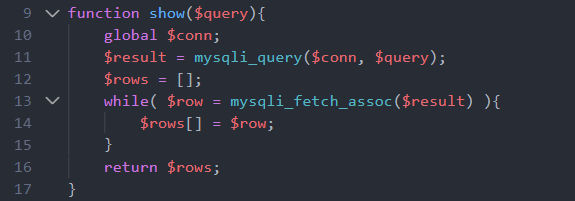 9 function show($query){
10 global $conn;
11 $result = mysqli_query($conn, $query);
12 $rows = [];
13 while( $row = mysqli_fetch_assoc($result) ){
14 $rows[] = $row;
15 }
16 return $rows;
17 }